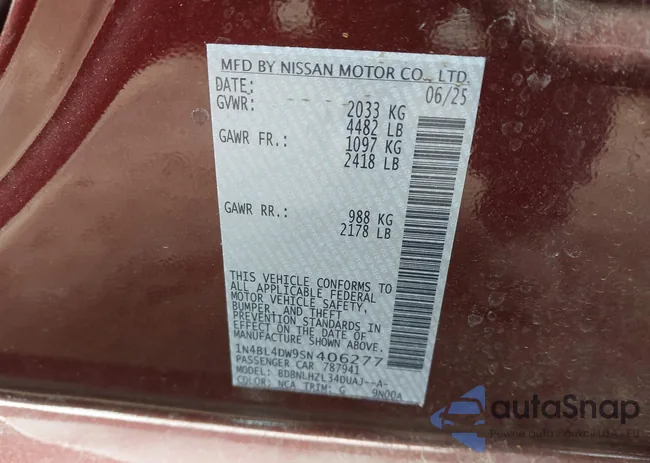 MFD BY NISSAN MOTOR CO., LTD.
DATE: 06/25
GVWR: 2033 KG
4482 LB
GAWR FR.: 1097 KG
2418 LB
GAWR RR.: 988 KG
2178 LB
THIS VEHICLE CONFORMS TO
ALL APPLICABLE FEDERAL
MOTOR VEHICLE SAFETY,
BUMPER, AND THEFT
PREVENTION STANDARDS
IN EFFECT ON THE DATE OF
MANUFACTURE SHOWN ABOVE.
1N4BL4DW9SN406277
PASSENGER CAR 787941
MODEL: BDBNLHZL34OUAJ--A-
COLOR: NCA TRIM: G 9N00A
autoSnap